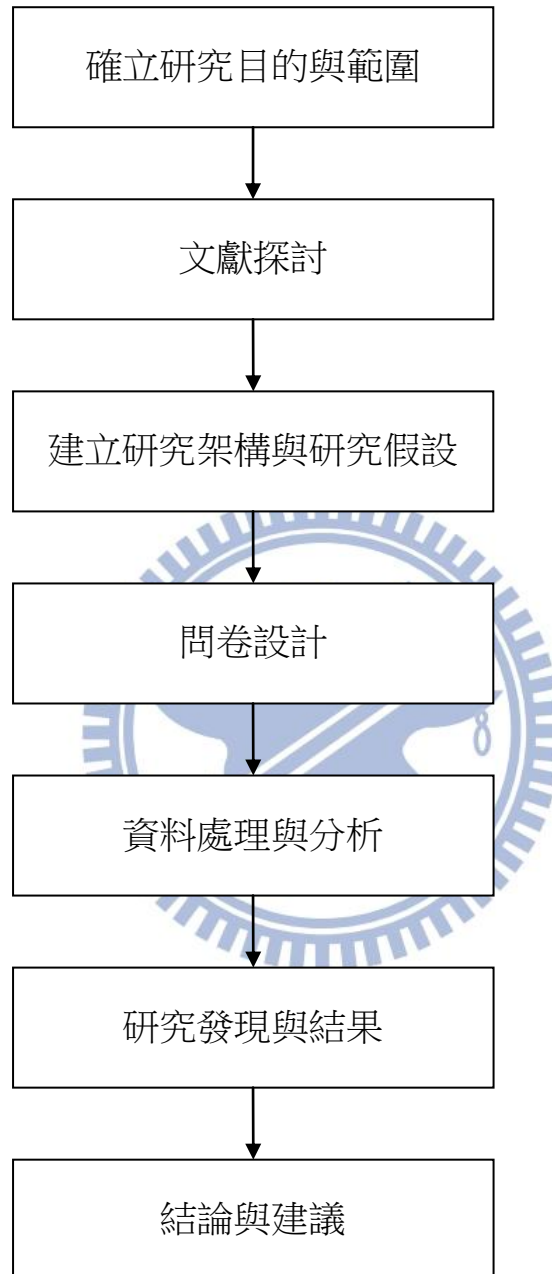 確立研究目的與範圍
文獻探討
建立研究架構與研究假設
問卷設計
資料處理與分析
研究發現與結果
結論與建議